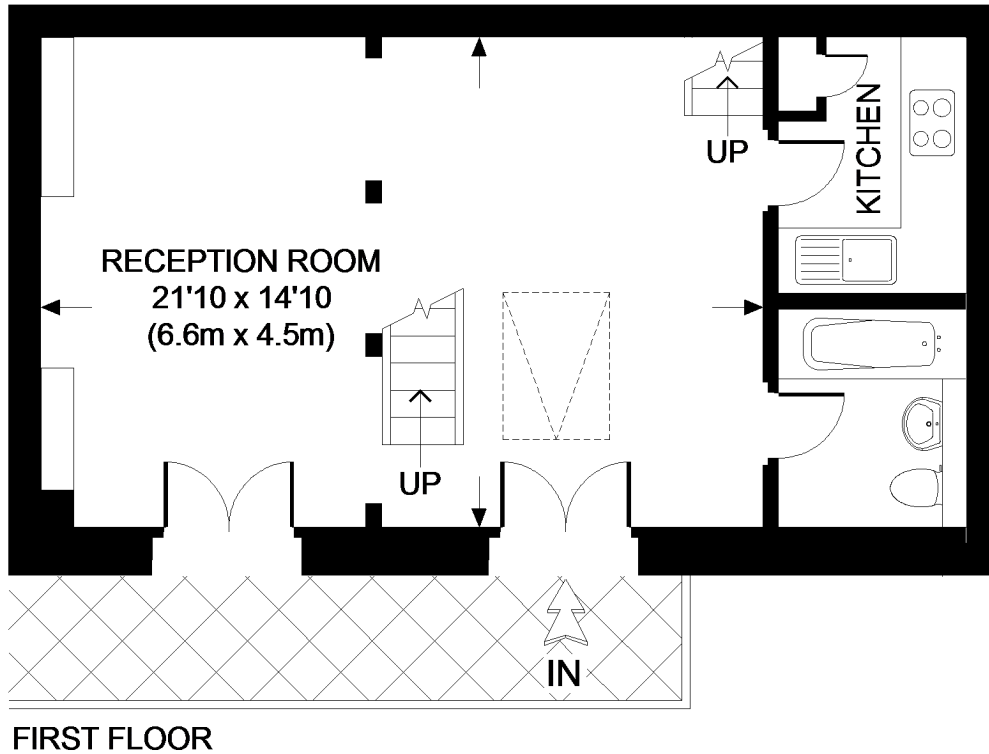 UP
KITCHEN
RECEPTION ROOM
21'10 x 14'10
(6.6m x 4.5m)
UP
IN
FIRST FLOOR